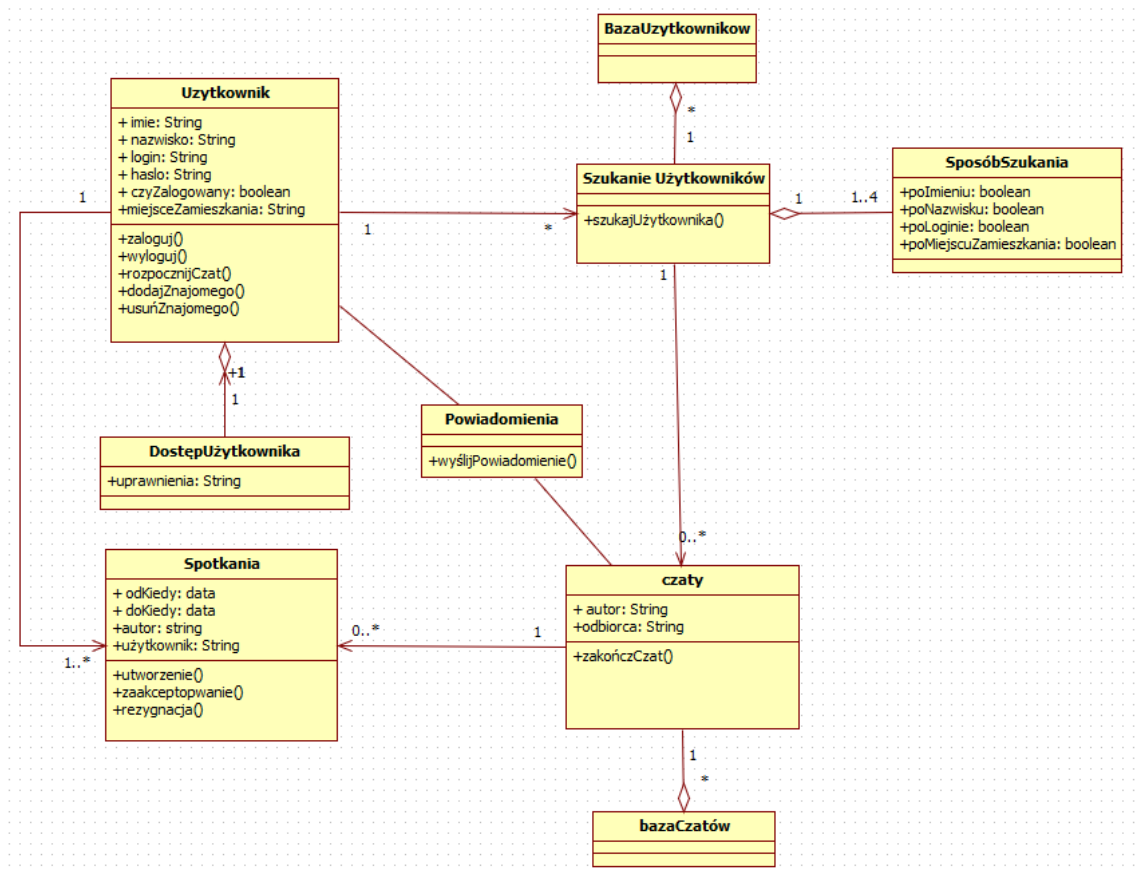 BazaUzytkownikow
*
1
Uzytkownik
+ imie: String
+ nazwisko: String
+ login: String
+ haslo: String
+ czyZalogowany: boolean
+miejsceZamieszkania: String
+zaloguj()
+wyloguj()
+rozpocznijCzat()
+dodajZnajomego()
+usuńZnajomego()
1
1
*
Szukanie Użytkowników
+szukajUżytkownika()
1
1..4
SposóbSzukania
+poImieniu: boolean
+poNazwisku: boolean
+poLoginie: boolean
+poMiejscuZamieszkania: boolean
1
+1
1
DostępUżytkownika
+uprawnienia: String
Powiadomienia
+wyślijPowiadomienie()
0..*
Spotkania
+ odKiedy: data
+ doKiedy: data
+autor: string
+użytkownik: String
+utworzenie()
+zaakceptopwanie()
+rezygnacja()
1..*
0..*
1
czaty
+ autor: String
+odbiorca: String
+zakończCzat()
1
*
bazaCzatów